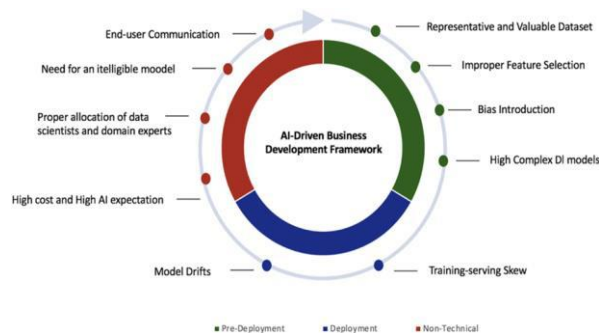 End-user Communication
Need for an itelligible moodel
Proper allocation of data
scientists and domain experts
High cost and High AI expectation
Model Drifts
AI-Driven Business
Development Framework
Representative and Valuable Dataset
Improper Feature Selection
Bias Introduction
High Complex Dl models
Training-serving Skew
Pre-Deployment
Deployment
Non-Technical